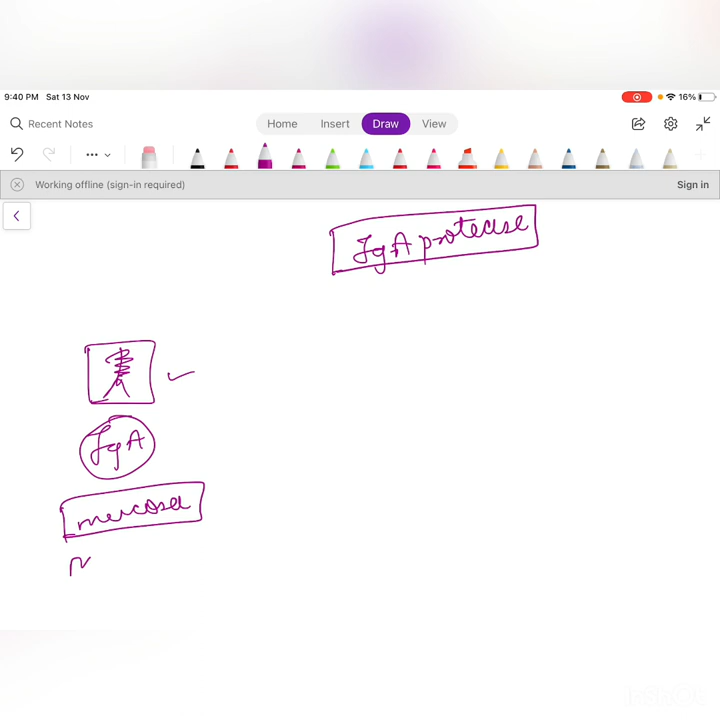 9:40 PM Sat 13 Nov 16%
Recent Notes Home Insert Draw View
Working offline (sign-in required) Sign in
IgA protease
IgA
mucosa
N